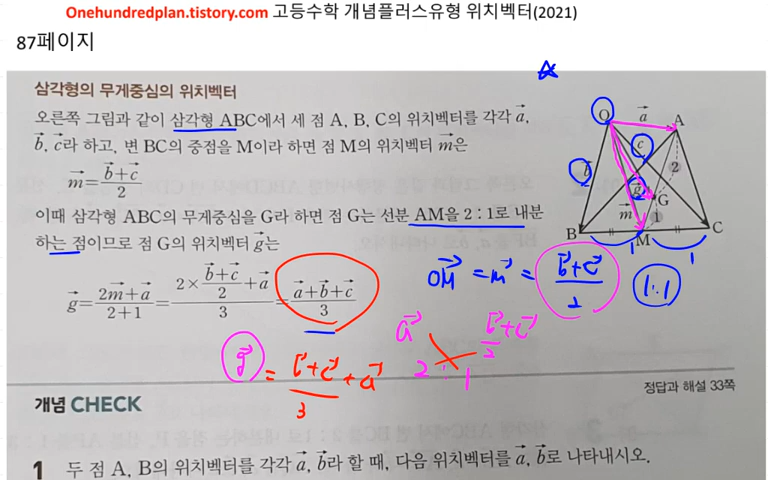 Onehundredplan.tistory.com 고등수학 개념플러스유형 위치벡터(2021)
87페이지
삼각형의 무게중심의 위치벡터
오른쪽 그림과 같이 삼각형 ABC에서 세 점 A, B, C의 위치벡터를 각각 a⃗,
b⃗, c⃗라 하고, 변 BC의 중점을 M이라 하면 점 M의 위치벡터 m⃗은
m⃗ = (b⃗+c⃗)/2
이때 삼각형 ABC의 무게중심을 G라 하면 점 G는 선분 AM을 2 : 1로 내분
하는 점이므로 점 G의 위치벡터 g⃗는
g⃗ = (2m⃗+a⃗)/(2+1) = (2×(b⃗+c⃗)/2+a⃗)/3 = (a⃗+b⃗+c⃗)/3
O a⃗ A
b⃗ c⃗ 2
g⃗ G
m⃗ 1
B M C
1 1
OM⃗ = m⃗ = (b⃗+c⃗)/2 1:1
a⃗ b⃗+c⃗/2
2 : 1
g⃗ = (b⃗+c⃗+a⃗)/3
정답과 해설 33쪽
개념 CHECK
1 두 점 A, B의 위치벡터를 각각 a⃗, b⃗라 할 때, 다음 위치벡터를 a⃗, b⃗로 나타내시오.